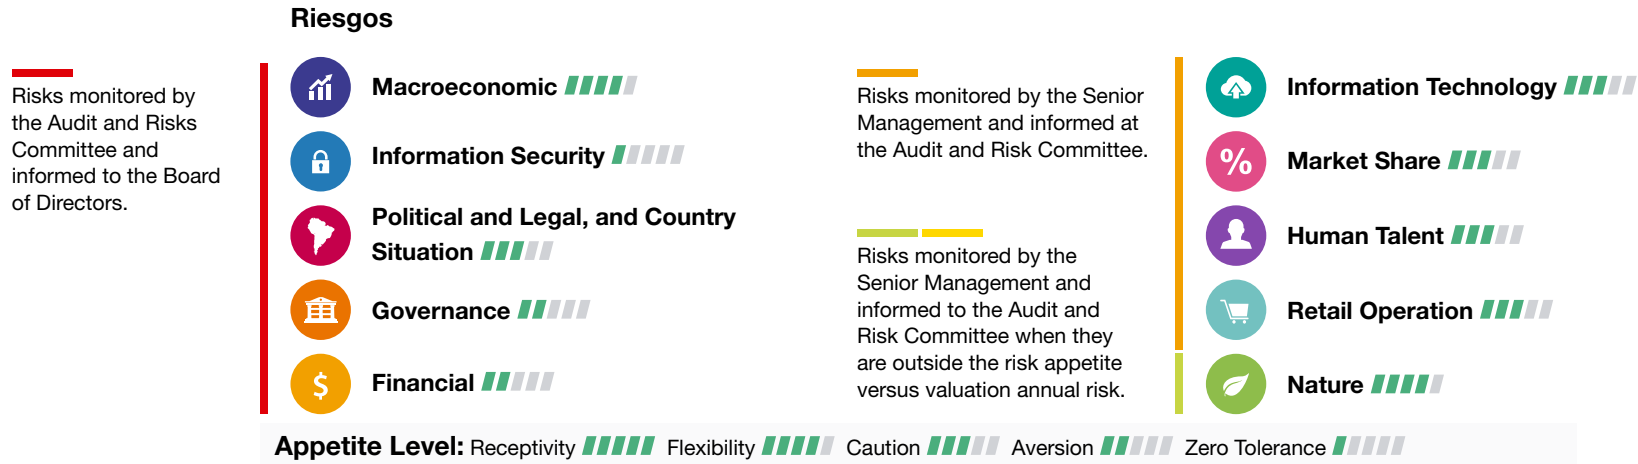 Riesgos
Risks monitored by
the Audit and Risks
Committee and
informed to the Board
of Directors.
Macroeconomic
Information Security
Political and Legal, and Country
Situation
Governance
$ Financial
Risks monitored by the Senior
Management and informed at
the Audit and Risk Committee.
Risks monitored by the
Senior Management and
informed to the Audit and
Risk Committee when they
are outside the risk appetite
versus valuation annual risk.
Information Technology
% Market Share
Human Talent
Retail Operation
Nature
Appetite Level: Receptivity Flexibility Caution Aversion Zero Tolerance